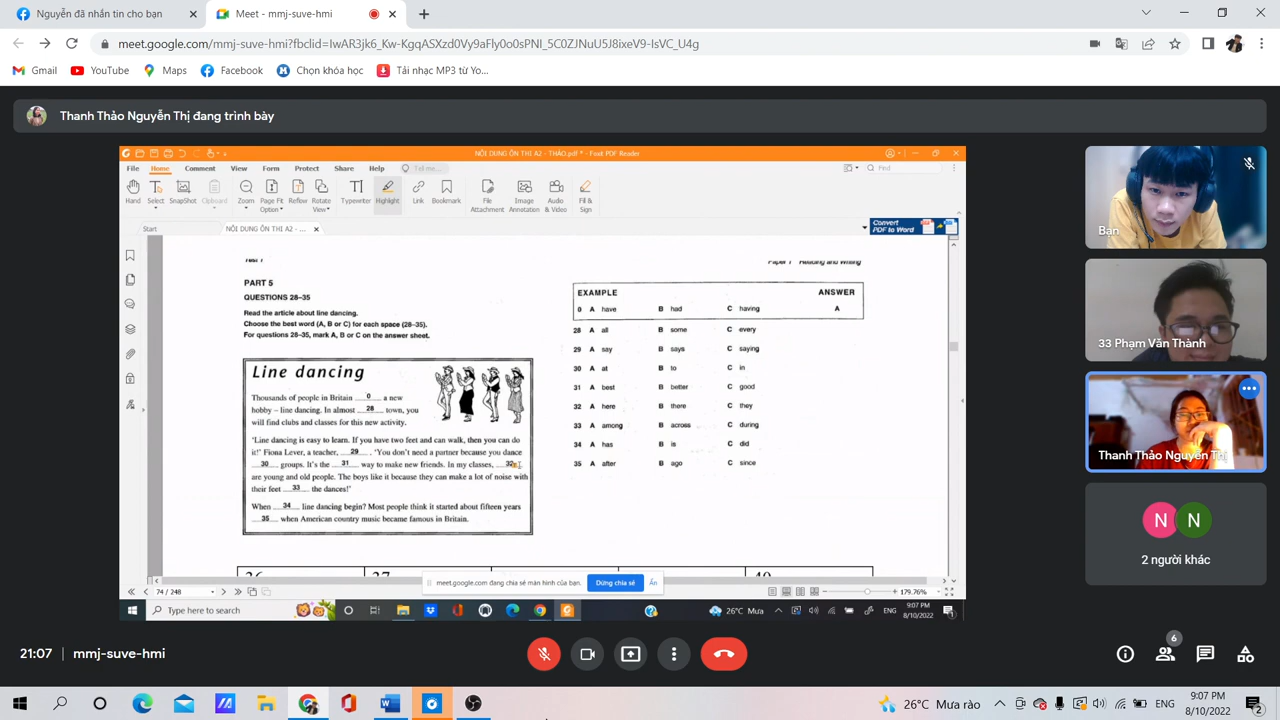 Nguyễn đã nhắn tin cho bạn
Meet - mmj-suve-hmi
meet.google.com/mmj-suve-hmi?fbclid=IwAR3jk6_Kw-KgqASXzd0Vy9aFly0o0sPNI_5C0ZJNuU5J8ixeV9-IsVC_U4g
Gmail YouTube Maps Facebook Chọn khóa học Tải nhạc MP3 từ Yo...
Thanh Thảo Nguyễn Thị đang trình bày
NỘI DUNG ÔN THI A2 - THẢO.pdf * - Foxit PDF Reader
File Home Comment View Form Protect Share Help Tell me... Find
Hand Select SnapShot Clipboard Zoom Page Fit Option Reflow Rotate View Typewriter Highlight Link Bookmark File Attachment Image Annotation Audio & Video Fill & Sign
Start NỘI DUNG ÔN THI A2 - ... Convert PDF to Word
Test 1
Paper 1 Reading and Writing
PART 5
QUESTIONS 28–35
Read the article about line dancing.
Choose the best word (A, B or C) for each space (28–35).
For questions 28–35, mark A, B or C on the answer sheet.
Line dancing
Thousands of people in Britain 0 a new
hobby – line dancing. In almost 28 town, you
will find clubs and classes for this new activity.
'Line dancing is easy to learn. If you have two feet and can walk, then you can do
it!' Fiona Lever, a teacher, 29 . 'You don't need a partner because you dance
30 groups. It's the 31 way to make new friends. In my classes, 32
are young and old people. The boys like it because they can make a lot of noise with
their feet 33 the dances!'
When 34 line dancing begin? Most people think it started about fifteen years
35 when American country music became famous in Britain.
EXAMPLE ANSWER
0 A have B had C having A
28 A all B some C every
29 A say B says C saying
30 A at B to C in
31 A best B better C good
32 A here B there C they
33 A among B across C during
34 A has B is C did
35 A after B ago C since
meet.google.com đang chia sẻ màn hình của bạn. Dừng chia sẻ Ẩn
74 / 248
179.76%
Type here to search
26°C Mưa
ENG
9:07 PM
8/10/2022
Bạn
33 Phạm Văn Thành
Thanh Thảo Nguyễn Thị
N N
2 người khác
21:07 | mmj-suve-hmi
6
26°C Mưa rào
ENG
9:07 PM
8/10/2022
2